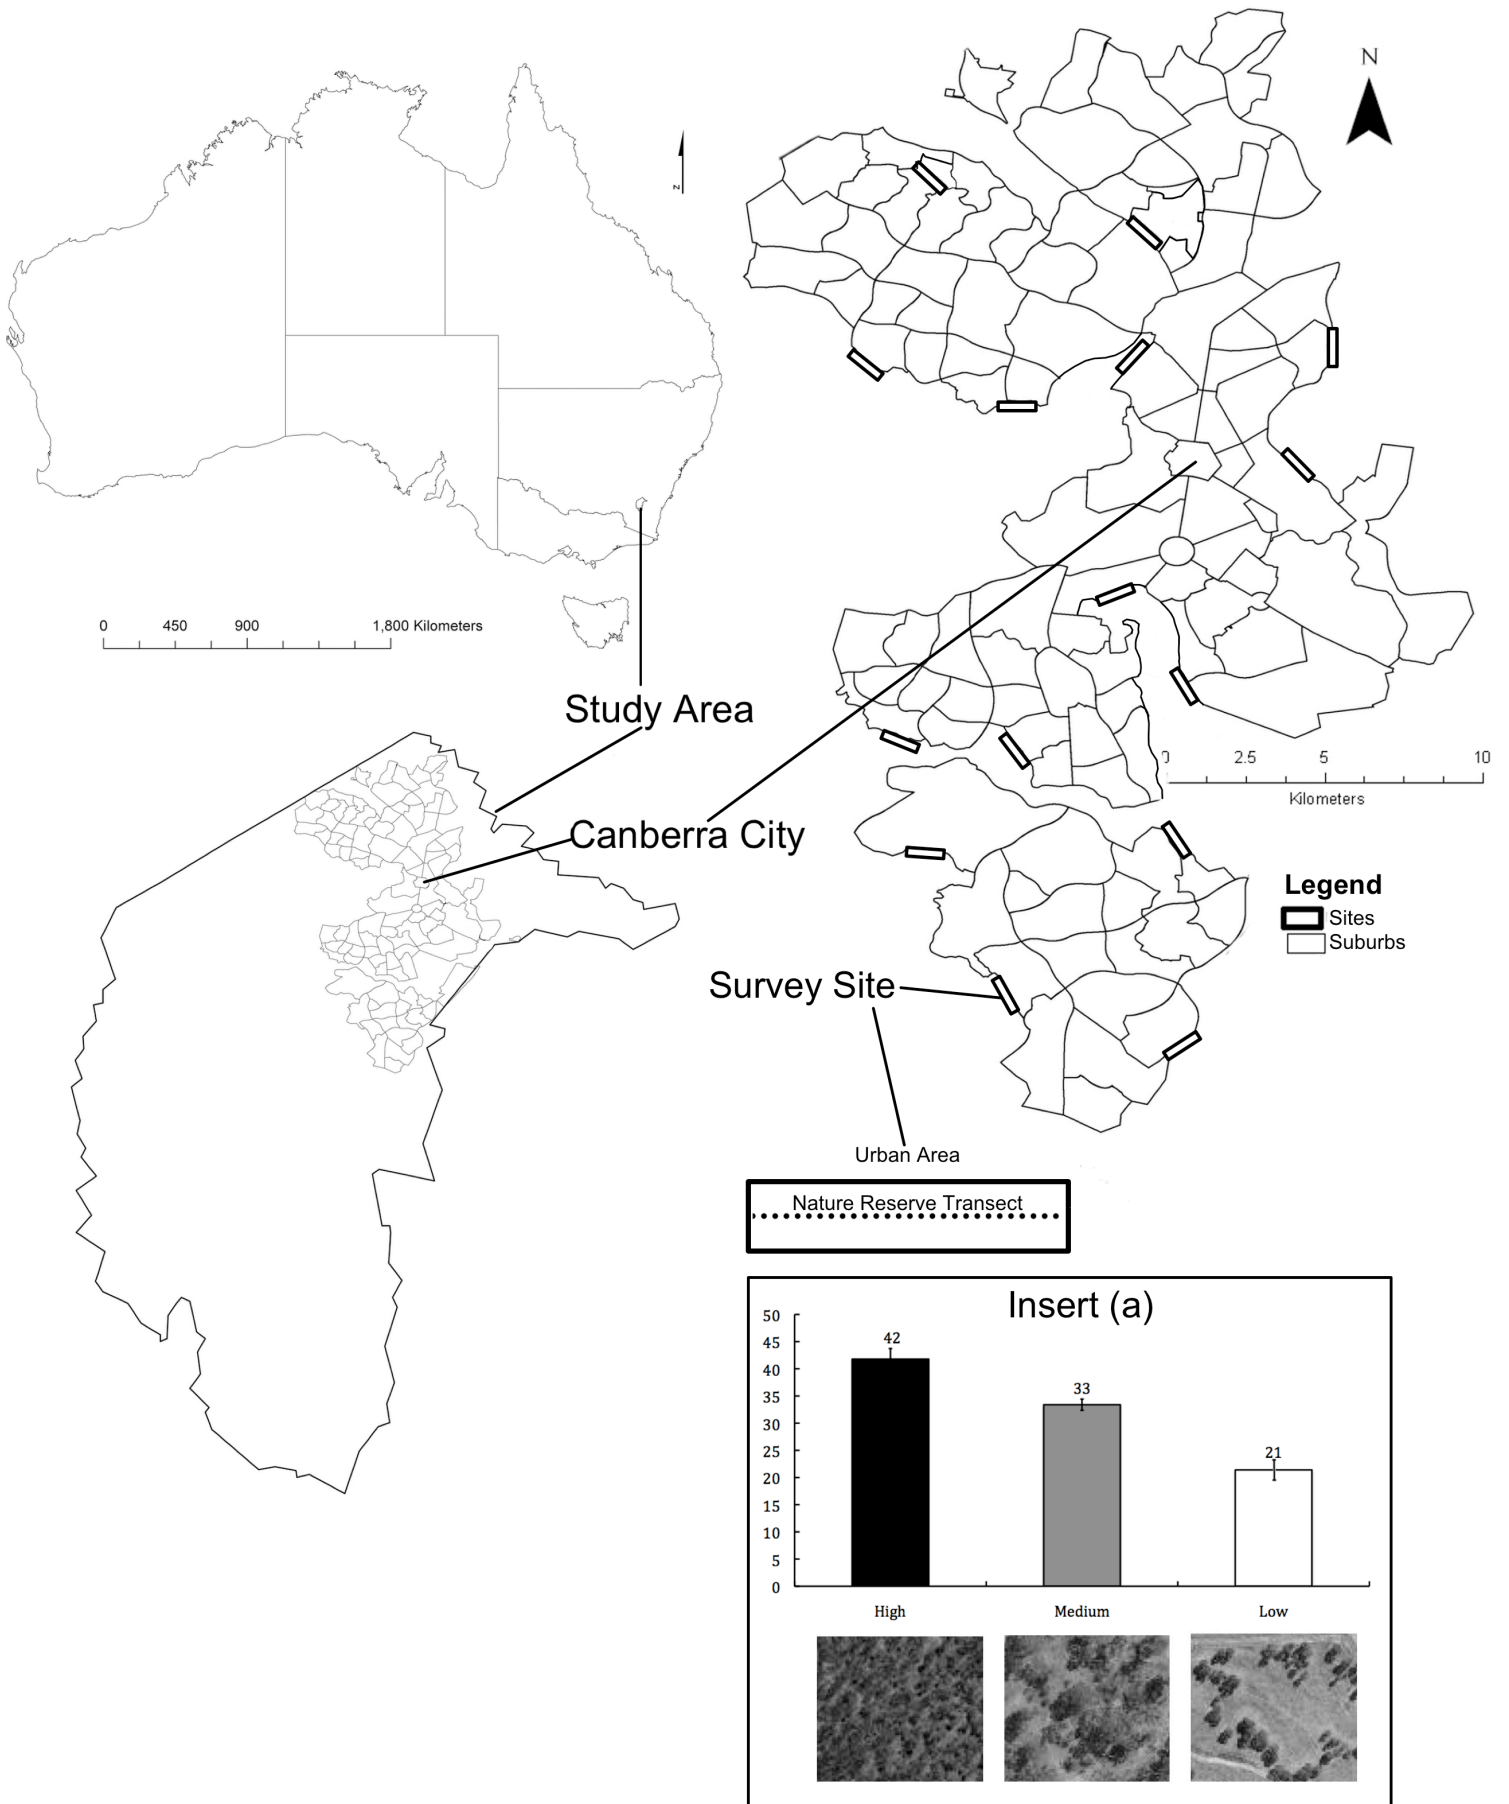 N
N
0 450 900 1,800 Kilometers
Study Area
0 2.5 5 10
Kilometers
Canberra City
Legend
Sites
Suburbs
Survey Site
Urban Area
Nature Reserve Transect
Insert (a)
50
45
40
35
30
25
20
15
10
5
0
42
33
21
High Medium Low